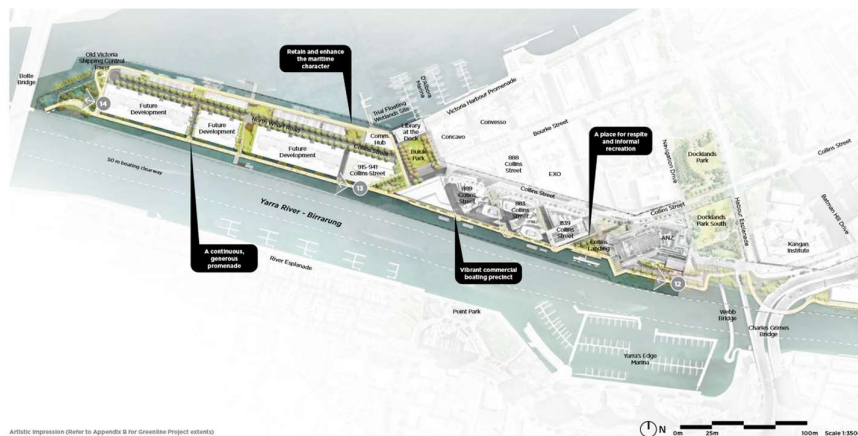 Old Victoria
Shipping Control
Tower
Bolte
Bridge
14
Future
Development
Future
Development
Future
Development
Retain and enhance
the maritime
character
North Wharf Road
Trial Floating
Wetlands Site
D'Albora
Marina
Victoria Harbour Promenade
Library
at the
Dock
Comm.
Hub
Buluk
Park
Concavo
Convesso
Bourke Street
888
Collins
Street
EXO
A place for respite
and informal
recreation
Navigation Drive
Docklands
Park
Collins Street
Collins Street
Collins Street
Docklands
Park South
Harbour Esplanade
Batman Hill Drive
Kangan
Institute
915-941
Collins Street
13
889
Collins
Street
883
Collins
Street
839
Collins
Street
Collins
Landing
ANZ
12
50 m boating clearway
Yarra River - Birrarung
A continuous,
generous
promenade
Vibrant commercial
boating precinct
River Esplanade
Point Park
Yarra's Edge
Marina
Webb
Bridge
Charles Grimes
Bridge
Artistic Impression (Refer to Appendix B for Greenline Project extents)
N
0m
25m
100m
Scale 1:350